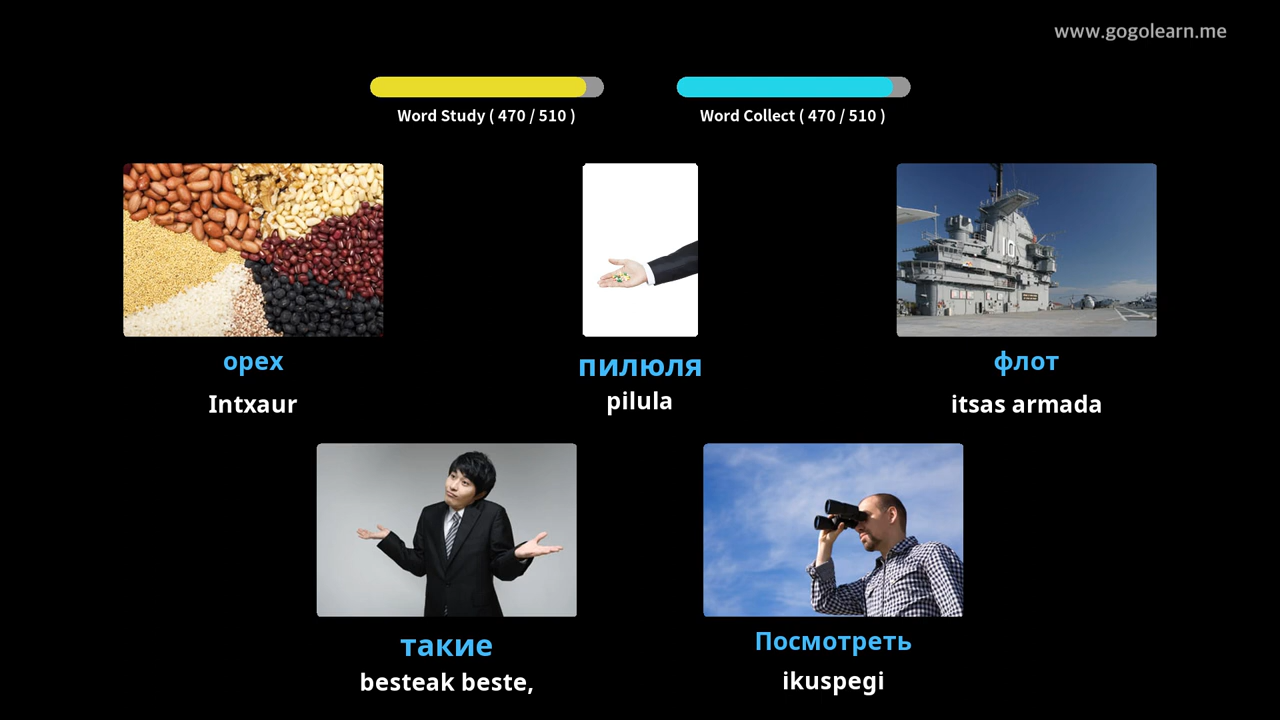 www.gogolearn.me
Word Study ( 470 / 510 )
Word Collect ( 470 / 510 )
орех
пилюля
флот
Intxaur
pilula
itsas armada
10
такие
Посмотреть
besteak beste,
ikuspegi